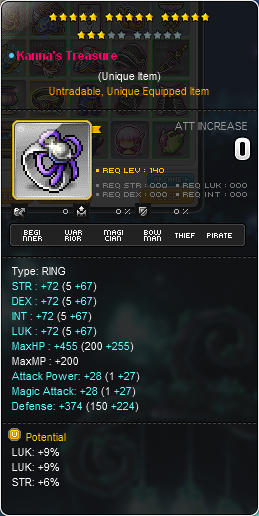 Kanna's Treasure
(Unique Item)
Untradable, Unique Equipped Item
ATT INCREASE
0
REQ LEV : 140
REQ STR : 000 REQ LUK : 000
REQ DEX : 000 REQ INT : 000
0 0 % 0 %
BEGINNER WARRIOR MAGICIAN BOWMAN THIEF PIRATE
Type: RING
STR : +72 (5 +67)
DEX : +72 (5 +67)
INT : +72 (5 +67)
LUK : +72 (5 +67)
MaxHP : +455 (200 +255)
MaxMP : +200
Attack Power: +28 (1 +27)
Magic Attack: +28 (1 +27)
Defense: +374 (150 +224)
U Potential
LUK: +9%
LUK: +9%
STR: +6%